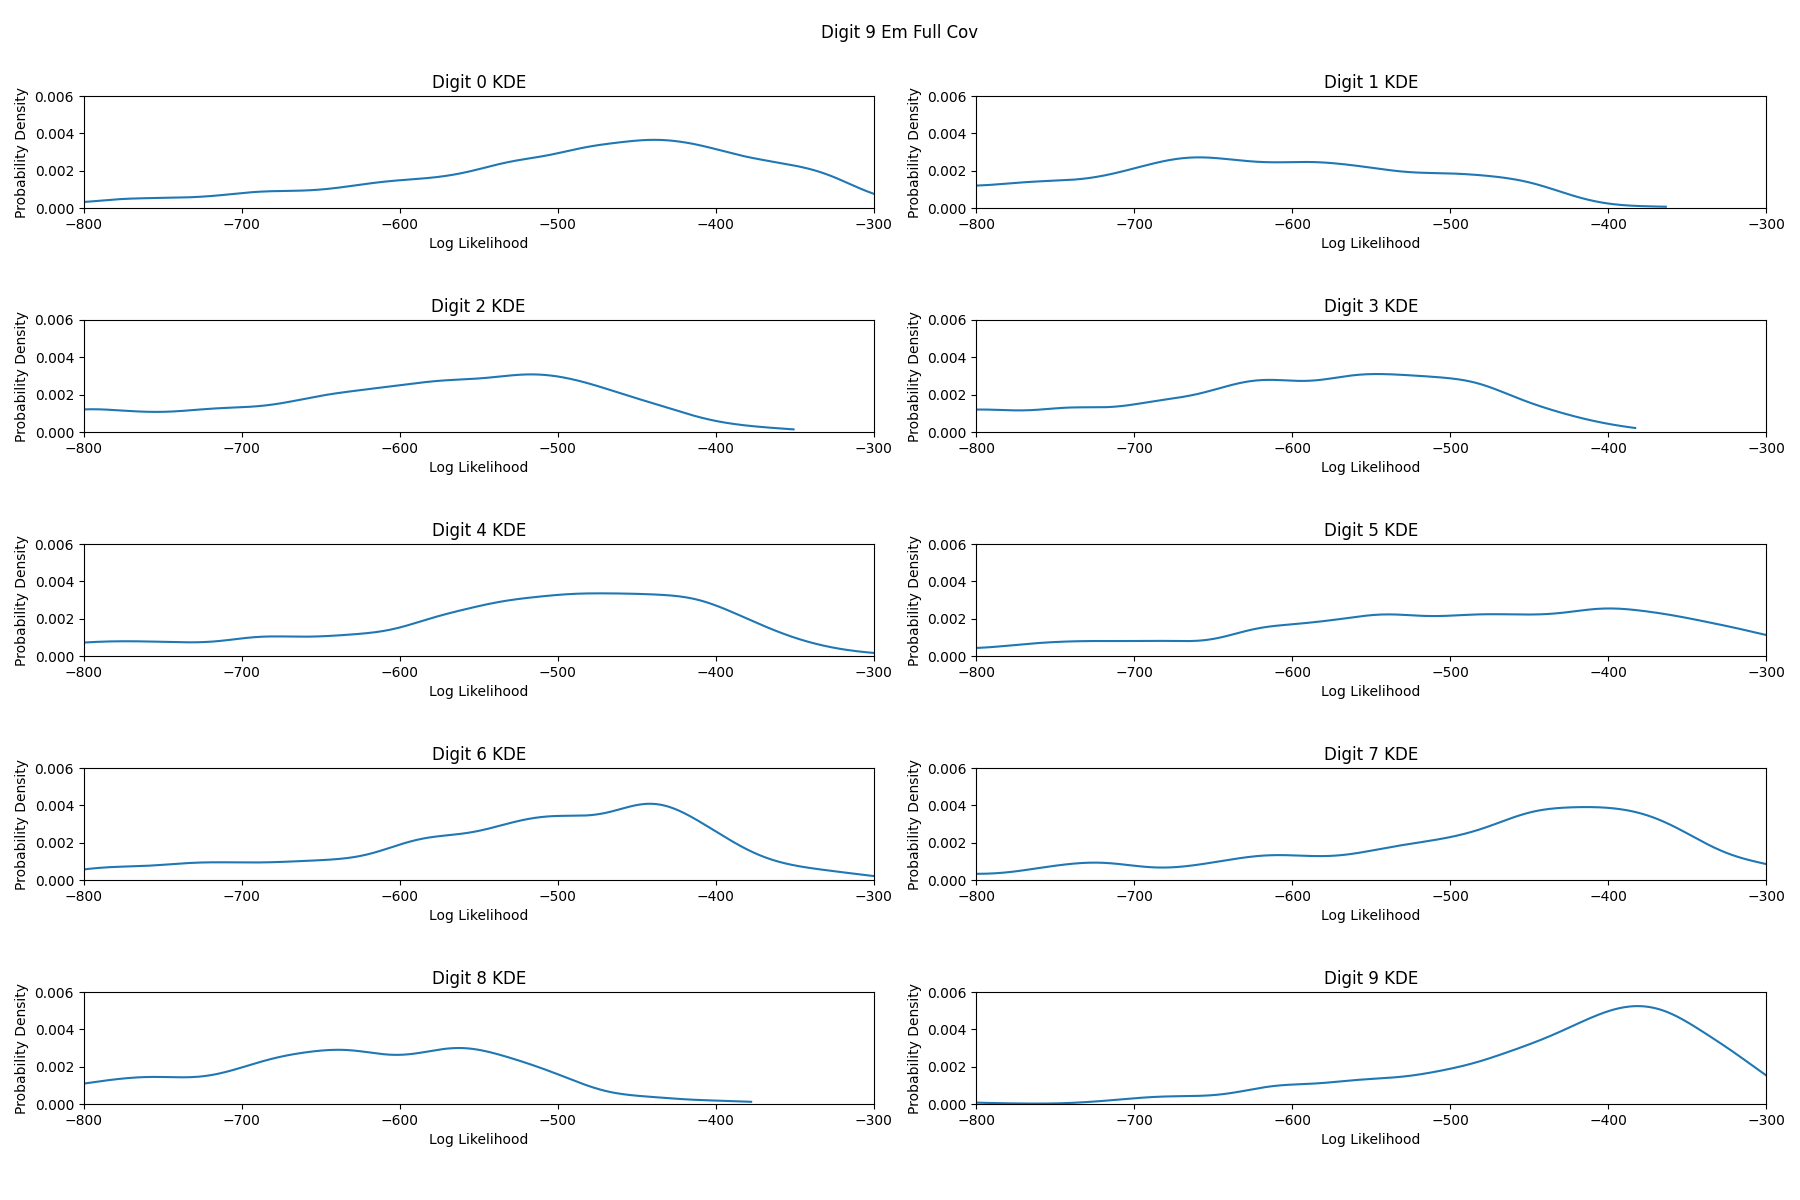 Digit 9 Em Full Cov
Digit 0 KDE
Probability Density
0.006
0.004
0.002
0.000
−800 −700 −600 −500 −400 −300
Log Likelihood
Digit 1 KDE
Probability Density
0.006
0.004
0.002
0.000
−800 −700 −600 −500 −400 −300
Log Likelihood
Digit 2 KDE
Probability Density
0.006
0.004
0.002
0.000
−800 −700 −600 −500 −400 −300
Log Likelihood
Digit 3 KDE
Probability Density
0.006
0.004
0.002
0.000
−800 −700 −600 −500 −400 −300
Log Likelihood
Digit 4 KDE
Probability Density
0.006
0.004
0.002
0.000
−800 −700 −600 −500 −400 −300
Log Likelihood
Digit 5 KDE
Probability Density
0.006
0.004
0.002
0.000
−800 −700 −600 −500 −400 −300
Log Likelihood
Digit 6 KDE
Probability Density
0.006
0.004
0.002
0.000
−800 −700 −600 −500 −400 −300
Log Likelihood
Digit 7 KDE
Probability Density
0.006
0.004
0.002
0.000
−800 −700 −600 −500 −400 −300
Log Likelihood
Digit 8 KDE
Probability Density
0.006
0.004
0.002
0.000
−800 −700 −600 −500 −400 −300
Log Likelihood
Digit 9 KDE
Probability Density
0.006
0.004
0.002
0.000
−800 −700 −600 −500 −400 −300
Log Likelihood